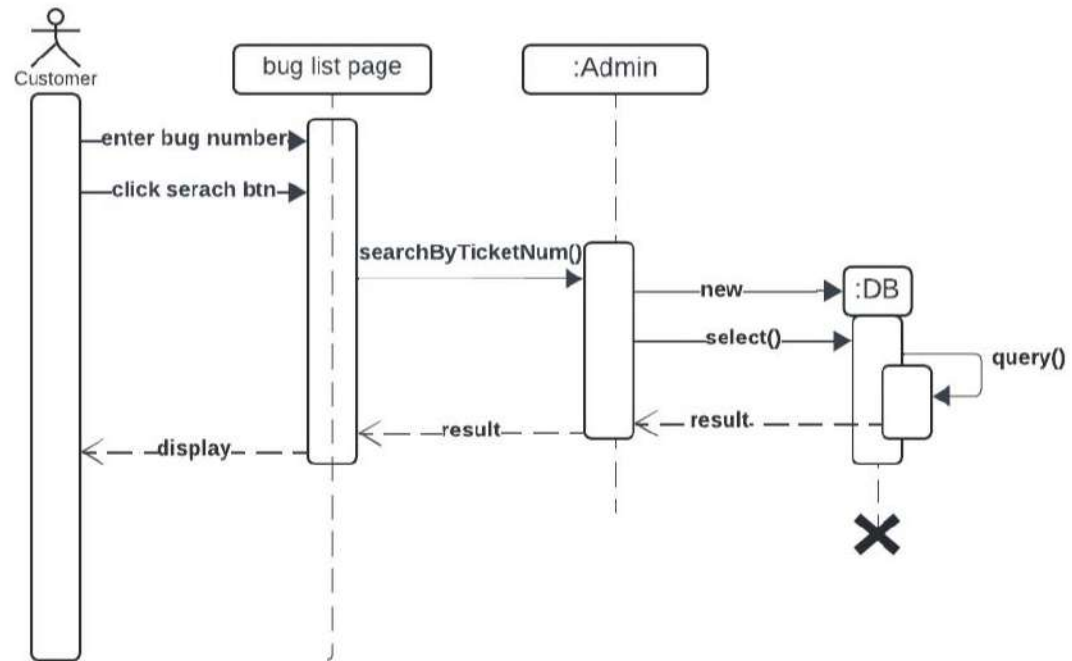 Customer
bug list page
:Admin
enter bug number
click serach btn
searchByTicketNum()
new
:DB
select()
query()
result
result
display